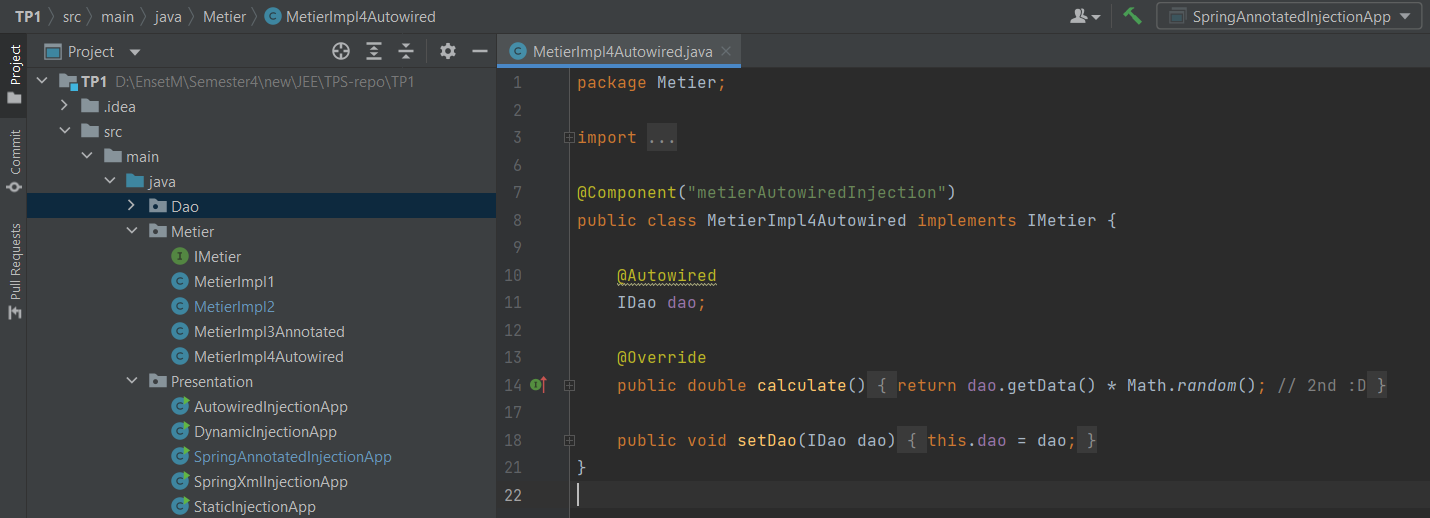 TP1 > src > main > java > Metier > MetierImpl4Autowired
SpringAnnotatedInjectionApp
Project
Commit
Pull Requests
Project
TP1 D:\EnsetM\Semester4\new\JEE\TPS-repo\TP1
.idea
src
main
java
Dao
Metier
IMetier
MetierImpl1
MetierImpl2
MetierImpl3Annotated
MetierImpl4Autowired
Presentation
AutowiredInjectionApp
DynamicInjectionApp
SpringAnnotatedInjectionApp
SpringXmlInjectionApp
StaticInjectionApp
MetierImpl4Autowired.java
1 package Metier;
2
3 import ...
6
7 @Component("metierAutowiredInjection")
8 public class MetierImpl4Autowired implements IMetier {
9
10 @Autowired
11 IDao dao;
12
13 @Override
14 public double calculate() { return dao.getData() * Math.random(); // 2nd :D }
17
18 public void setDao(IDao dao) { this.dao = dao; }
21 }
22